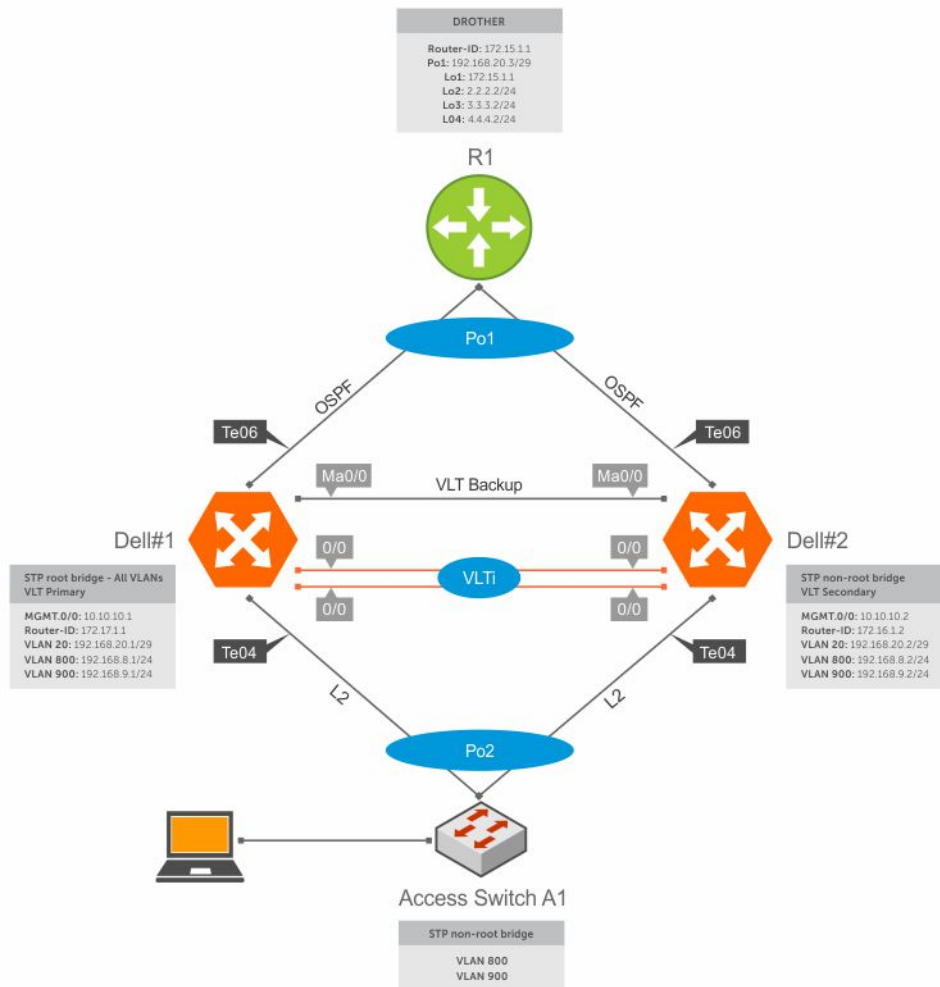 DROTHER
Router-ID: 172.15.1.1
Po1: 192.168.20.3/29
Lo1: 172.15.1.1
Lo2: 2.2.2.2/24
Lo3: 3.3.3.2/24
L04: 4.4.4.2/24
R1
Po1
OSPF
OSPF
Te06
Te06
Ma0/0
VLT Backup
Ma0/0
Dell#1
Dell#2
0/0
VLTi
0/0
0/0
0/0
STP root bridge - All VLANs
VLT Primary
MGMT.0/0: 10.10.10.1
Router-ID: 172.17.1.1
VLAN 20: 192.168.20.1/29
VLAN 800: 192.168.8.1/24
VLAN 900: 192.168.9.1/24
STP non-root bridge
VLT Secondary
MGMT.0/0: 10.10.10.2
Router-ID: 172.16.1.2
VLAN 20: 192.168.20.2/29
VLAN 800: 192.168.8.2/24
VLAN 900: 192.168.9.2/24
Te04
Te04
L2
L2
Po2
Access Switch A1
STP non-root bridge
VLAN 800
VLAN 900